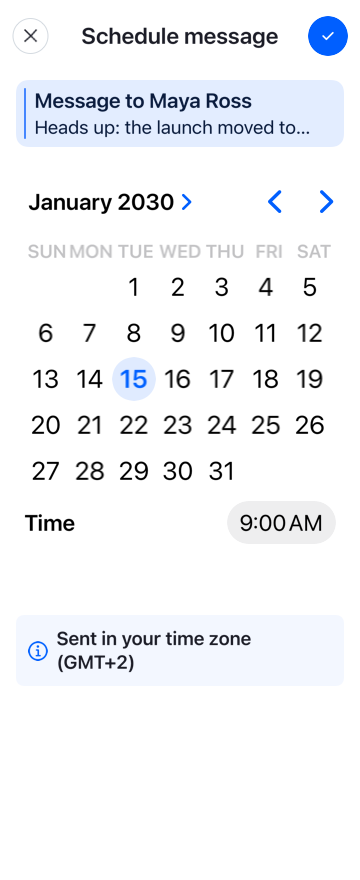 Schedule message
Message to Maya Ross
Heads up: the launch moved to...
January 2030
SUN MON TUE WED THU FRI SAT
1 2 3 4 5
6 7 8 9 10 11 12
13 14 15 16 17 18 19
20 21 22 23 24 25 26
27 28 29 30 31
Time 9:00 AM
Sent in your time zone
(GMT+2)